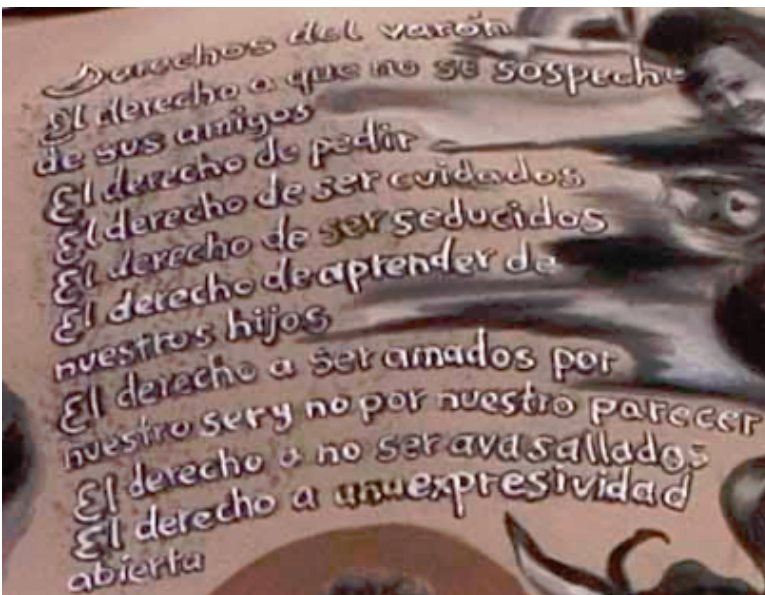 Derechos del varón
El derecho a que no se sospeche
de sus amigos
El derecho de pedir
El derecho de ser cuidados
El derecho de ser seducidos
El derecho de aprender de
nuestros hijos
El derecho a ser amados por
nuestro ser y no por nuestro parecer
El derecho a no ser avasallados
El derecho a una expresividad
abierta